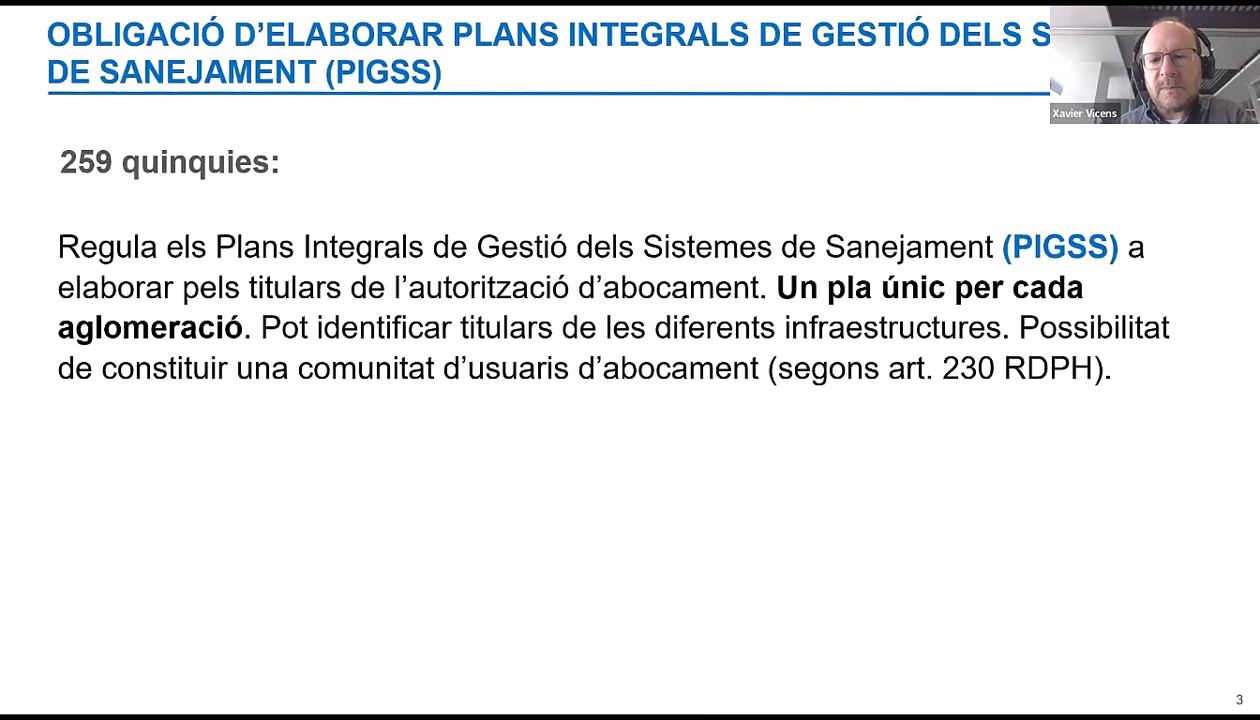 OBLIGACIÓ D’ELABORAR PLANS INTEGRALS DE GESTIÓ DELS
DE SANEJAMENT (PIGSS)
Xavier Vicens
259 quinquies:
Regula els Plans Integrals de Gestió dels Sistemes de Sanejament (PIGSS) a
elaborar pels titulars de l’autorització d’abocament. Un pla únic per cada
aglomeració. Pot identificar titulars de les diferents infraestructures. Possibilitat
de constituir una comunitat d’usuaris d’abocament (segons art. 230 RDPH).
3